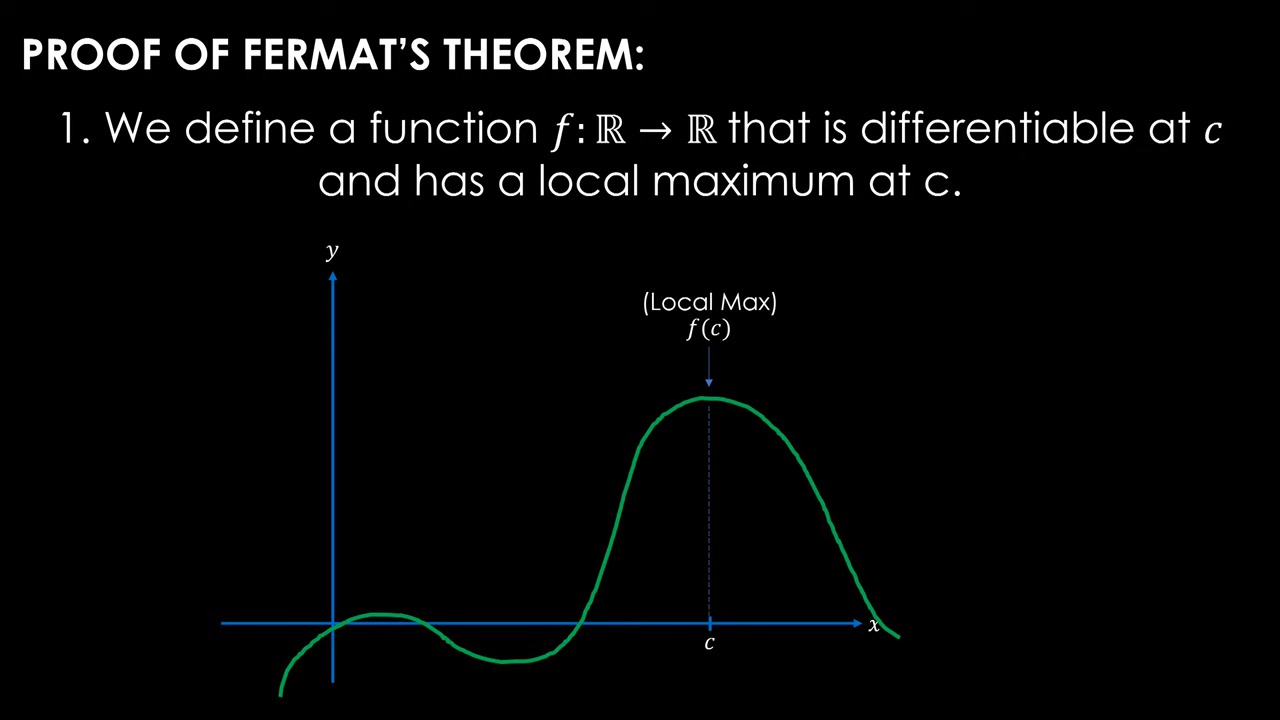 PROOF OF FERMAT'S THEOREM:
1. We define a function f: ℝ → ℝ that is differentiable at c
and has a local maximum at c.
y
(Local Max)
f(c)
x
c